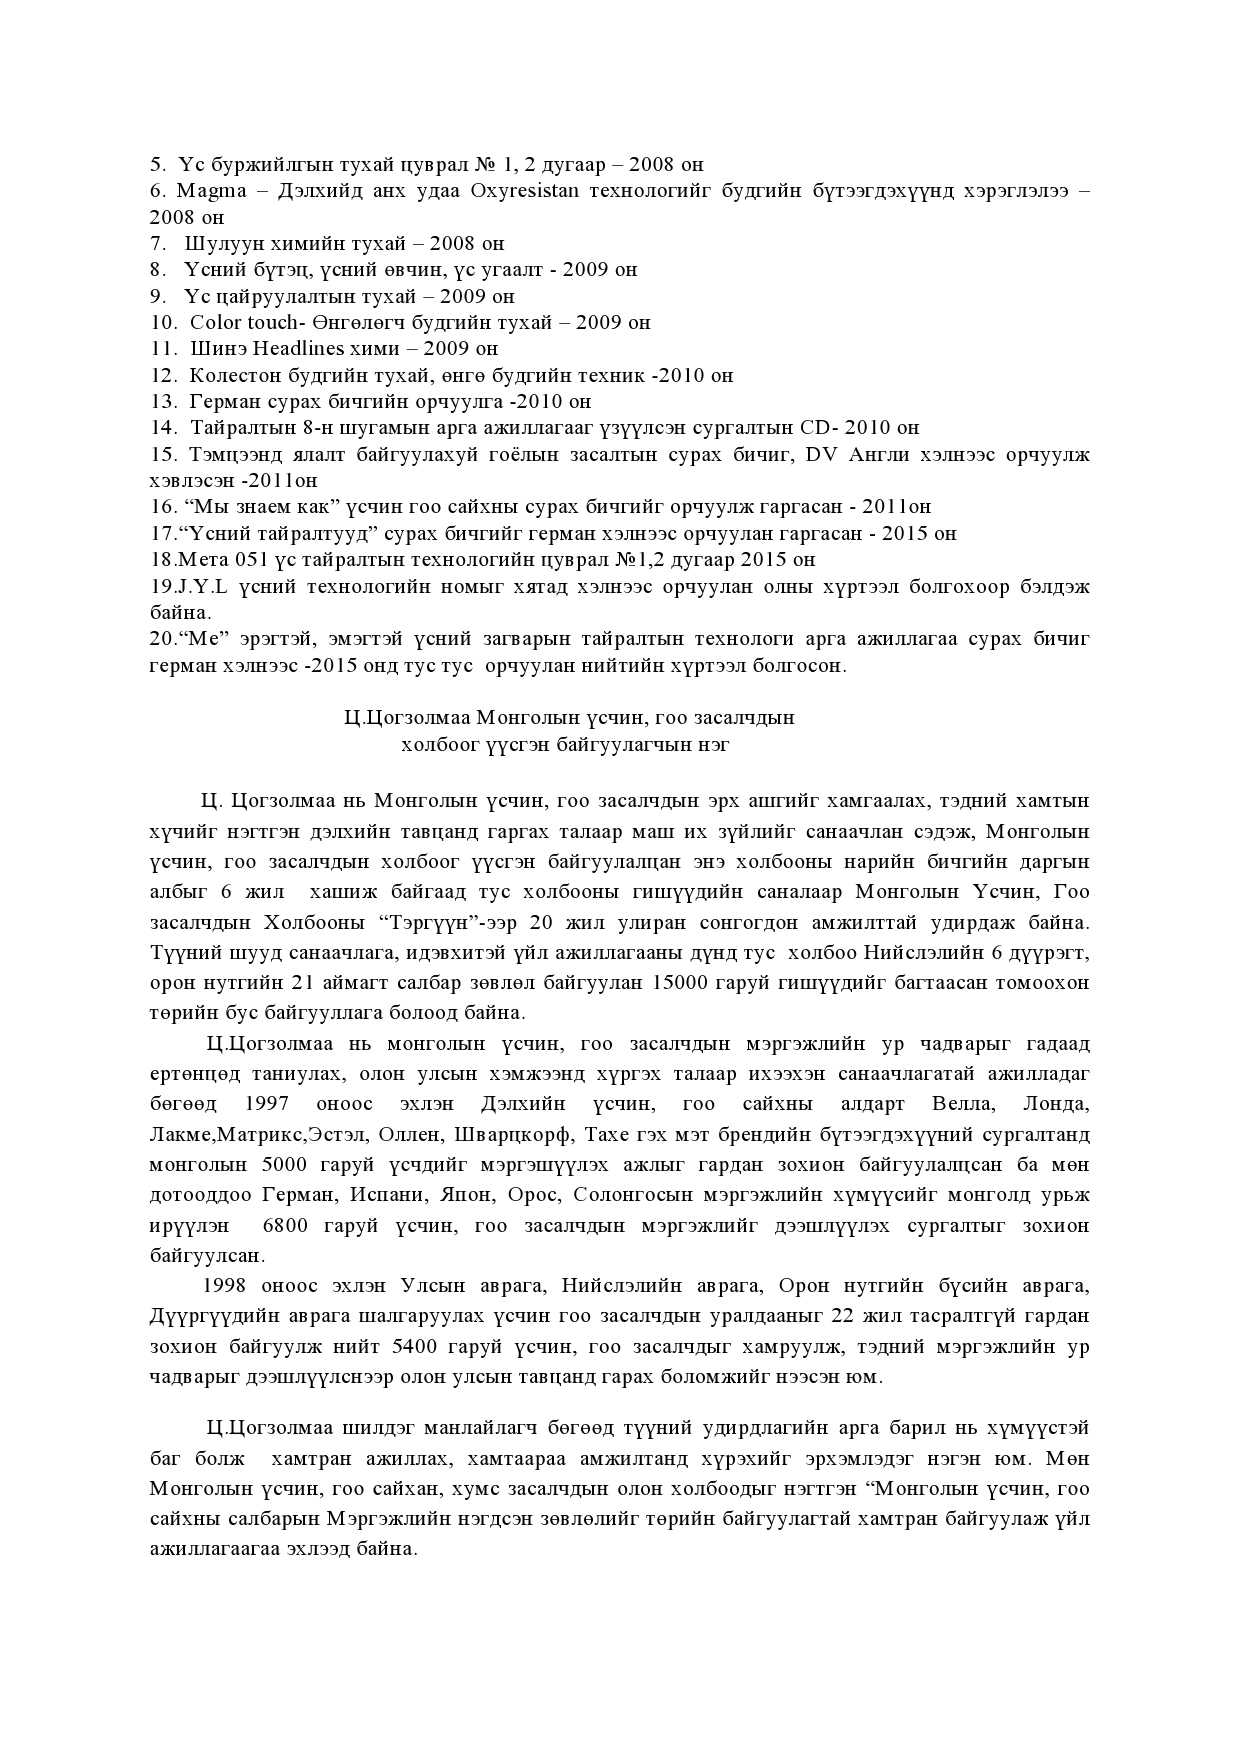 5.  Үс буржийлгын тухай цуврал № 1, 2 дугаар – 2008 он
6. Magma – Дэлхийд анх удаа Oxyresistan технологийг будгийн бүтээгдэхүүнд хэрэглэлээ –
2008 он
7.   Шулуун химийн тухай – 2008 он
8.   Үсний бүтэц, үсний өвчин, үс угаалт - 2009 он
9.   Үс цайруулалтын тухай – 2009 он
10.  Color touch- Өнгөлөгч будгийн тухай – 2009 он
11.  Шинэ Headlines хими – 2009 он
12.  Колестон будгийн тухай, өнгө будгийн техник -2010 он
13.  Герман сурах бичгийн орчуулга -2010 он
14.  Тайралтын 8-н шугамын арга ажиллагааг үзүүлсэн сургалтын CD- 2010 он
15. Тэмцээнд ялалт байгуулахуй гоёлын засалтын сурах бичиг, DV Англи хэлнээс орчуулж
хэвлэсэн -2011он
16. “Мы знаем как” үсчин гоо сайхны сурах бичгийг орчуулж гаргасан - 2011он
17.“Үсний тайралтууд” сурах бичгийг герман хэлнээс орчуулан гаргасан - 2015 он
18.Мета 051 үс тайралтын технологийн цуврал №1,2 дугаар 2015 он
19.J.Y.L үсний технологийн номыг хятад хэлнээс орчуулан олны хүртээл болгохоор бэлдэж
байна.
20.“Ме” эрэгтэй, эмэгтэй үсний загварын тайралтын технологи арга ажиллагаа сурах бичиг
герман хэлнээс -2015 онд тус тус  орчуулан нийтийн хүртээл болгосон.
Ц.Цогзолмаа Монголын үсчин, гоо засалчдын
холбоог үүсгэн байгуулагчын нэг
Ц. Цогзолмаа нь Монголын үсчин, гоо засалчдын эрх ашгийг хамгаалах, тэдний хамтын
хүчийг нэгтгэн дэлхийн тавцанд гаргах талаар маш их зүйлийг санаачлан сэдэж, Монголын
үсчин, гоо засалчдын холбоог үүсгэн байгуулалцан энэ холбооны нарийн бичгийн даргын
албыг 6 жил  хашиж байгаад тус холбооны гишүүдийн саналаар Монголын Үсчин, Гоо
засалчдын Холбооны “Тэргүүн”-ээр 20 жил улиран сонгогдон амжилттай удирдаж байна.
Түүний шууд санаачлага, идэвхитэй үйл ажиллагааны дүнд тус  холбоо Нийслэлийн 6 дүүрэгт,
орон нутгийн 21 аймагт салбар зөвлөл байгуулан 15000 гаруй гишүүдийг багтаасан томоохон
төрийн бус байгууллага болоод байна.
Ц.Цогзолмаа нь монголын үсчин, гоо засалчдын мэргэжлийн ур чадварыг гадаад
ертөнцөд таниулах, олон улсын хэмжээнд хүргэх талаар ихээхэн санаачлагатай ажилладаг
бөгөөд 1997 оноос эхлэн Дэлхийн үсчин, гоо сайхны алдарт Велла, Лонда,
Лакме,Матрикс,Эстэл, Оллен, Шварцкорф, Тахе гэх мэт брендийн бүтээгдэхүүний сургалтанд
монголын 5000 гаруй үсчдийг мэргэшүүлэх ажлыг гардан зохион байгуулалцсан ба мөн
дотооддоо Герман, Испани, Япон, Орос, Солонгосын мэргэжлийн хүмүүсийг монголд урьж
ирүүлэн  6800 гаруй үсчин, гоо засалчдын мэргэжлийг дээшлүүлэх сургалтыг зохион
байгуулсан.
1998 оноос эхлэн Улсын аврага, Нийслэлийн аврага, Орон нутгийн бүсийн аврага,
Дүүргүүдийн аврага шалгаруулах үсчин гоо засалчдын уралдааныг 22 жил тасралтгүй гардан
зохион байгуулж нийт 5400 гаруй үсчин, гоо засалчдыг хамруулж, тэдний мэргэжлийн ур
чадварыг дээшлүүлснээр олон улсын тавцанд гарах боломжийг нээсэн юм.
Ц.Цогзолмаа шилдэг манлайлагч бөгөөд түүний удирдлагийн арга барил нь хүмүүстэй
баг болж  хамтран ажиллах, хамтаараа амжилтанд хүрэхийг эрхэмлэдэг нэгэн юм. Мөн
Монголын үсчин, гоо сайхан, хумс засалчдын олон холбоодыг нэгтгэн “Монголын үсчин, гоо
сайхны салбарын Мэргэжлийн нэгдсэн зөвлөлийг төрийн байгуулагтай хамтран байгуулаж үйл
ажиллагаагаа эхлээд байна.